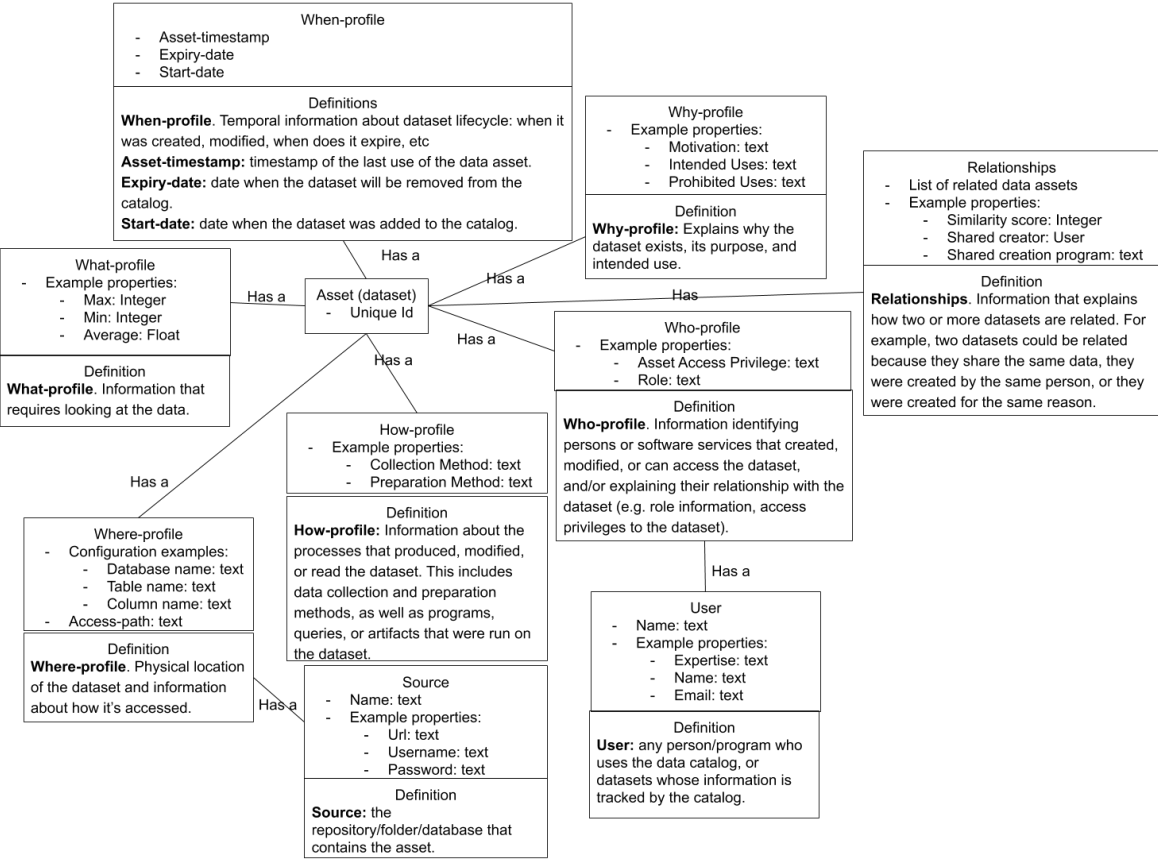 When-profile
- Asset-timestamp
- Expiry-date
- Start-date
Definitions
When-profile. Temporal information about dataset lifecycle: when it
was created, modified, when does it expire, etc
Asset-timestamp: timestamp of the last use of the data asset.
Expiry-date: date when the dataset will be removed from the
catalog.
Start-date: date when the dataset was added to the catalog.
Why-profile
- Example properties:
- Motivation: text
- Intended Uses: text
- Prohibited Uses: text
Definition
Why-profile: Explains why the
dataset exists, its purpose, and
intended use.
Relationships
- List of related data assets
- Example properties:
- Similarity score: Integer
- Shared creator: User
- Shared creation program: text
Definition
Relationships. Information that explains
how two or more datasets are related. For
example, two datasets could be related
because they share the same data, they
were created by the same person, or they
were created for the same reason.
What-profile
- Example properties:
- Max: Integer
- Min: Integer
- Average: Float
Definition
What-profile. Information that
requires looking at the data.
Has a
Has a
Asset (dataset)
- Unique Id
Has a
Has
Has a
Has a
Has a
Who-profile
- Example properties:
- Asset Access Privilege: text
- Role: text
Definition
Who-profile. Information identifying
persons or software services that created,
modified, or can access the dataset,
and/or explaining their relationship with the
dataset (e.g. role information, access
privileges to the dataset).
How-profile
- Example properties:
- Collection Method: text
- Preparation Method: text
Definition
How-profile: Information about the
processes that produced, modified,
or read the dataset. This includes
data collection and preparation
methods, as well as programs,
queries, or artifacts that were run on
the dataset.
Where-profile
- Configuration examples:
- Database name: text
- Table name: text
- Column name: text
- Access-path: text
Definition
Where-profile. Physical location
of the dataset and information
about how it's accessed.
Has a
Source
- Name: text
- Example properties:
- Url: text
- Username: text
- Password: text
Definition
Source: the
repository/folder/database that
contains the asset.
Has a
User
- Name: text
- Example properties:
- Expertise: text
- Name: text
- Email: text
Definition
User: any person/program who
uses the data catalog, or
datasets whose information is
tracked by the catalog.